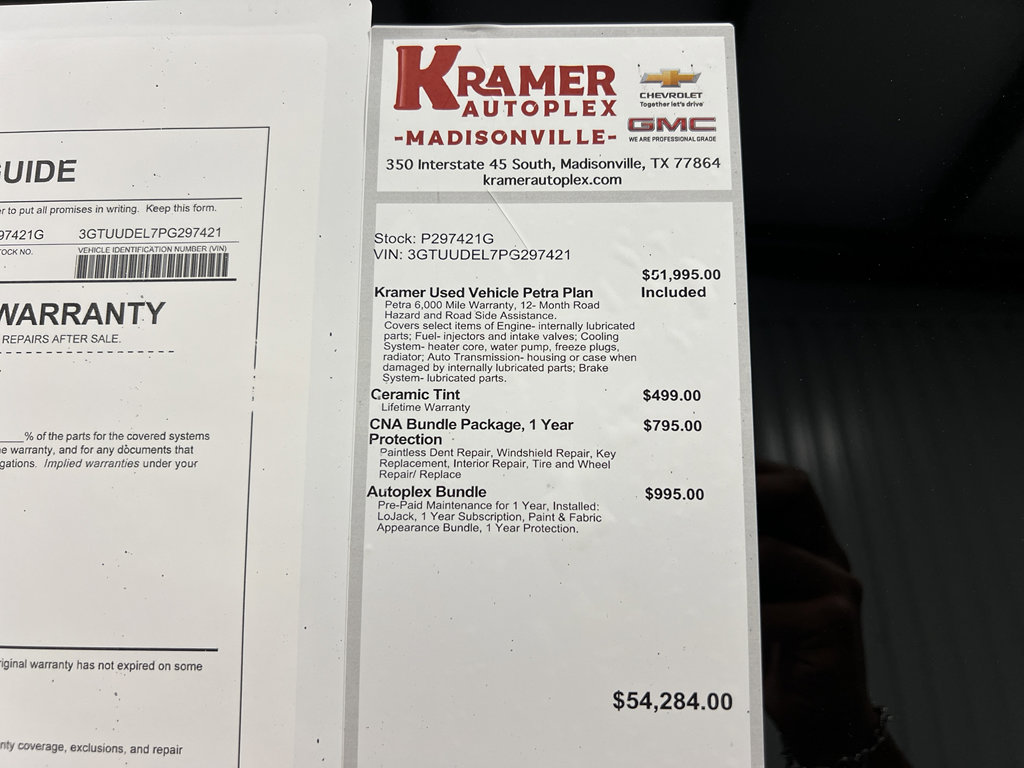 GUIDE
er to put all promises in writing. Keep this form.
97421G 3GTUUDEL7PG297421
OCK NO. VEHICLE IDENTIFICATION NUMBER (VIN)
WARRANTY
REPAIRS AFTER SALE.
% of the parts for the covered systems
e warranty, and for any documents that
gations. Implied warranties under your
riginal warranty has not expired on some
nty coverage, exclusions, and repair
KRAMER
AUTOPLEX
-MADISONVILLE-
CHEVROLET
Together let's drive
GMC
WE ARE PROFESSIONAL GRADE
350 Interstate 45 South, Madisonville, TX 77864
kramerautoplex.com
Stock: P297421G
VIN: 3GTUUDEL7PG297421
$51,995.00
Kramer Used Vehicle Petra Plan Included
Petra 6,000 Mile Warranty, 12- Month Road
Hazard and Road Side Assistance.
Covers select items of Engine- internally lubricated
parts; Fuel- injectors and intake valves; Cooling
System- heater core, water pump, freeze plugs,
radiator; Auto Transmission- housing or case when
damaged by internally lubricated parts; Brake
System- lubricated parts.
Ceramic Tint $499.00
Lifetime Warranty
CNA Bundle Package, 1 Year $795.00
Protection
Paintless Dent Repair, Windshield Repair, Key
Replacement, Interior Repair, Tire and Wheel
Repair/ Replace
Autoplex Bundle $995.00
Pre-Paid Maintenance for 1 Year, Installed:
LoJack, 1 Year Subscription, Paint & Fabric
Appearance Bundle, 1 Year Protection.
$54,284.00